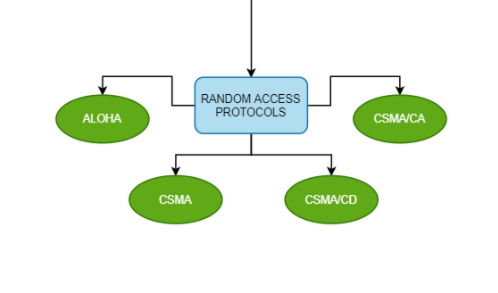 RANDOM ACCESS
PROTOCOLS
ALOHA
CSMA/CA
CSMA
CSMA/CD